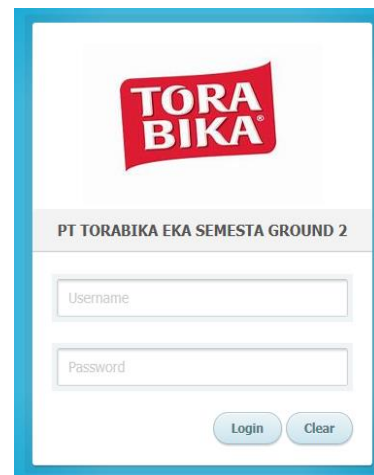 TORA
BIKA®
PT TORABIKA EKA SEMESTA GROUND 2
Username
Password
Login Clear